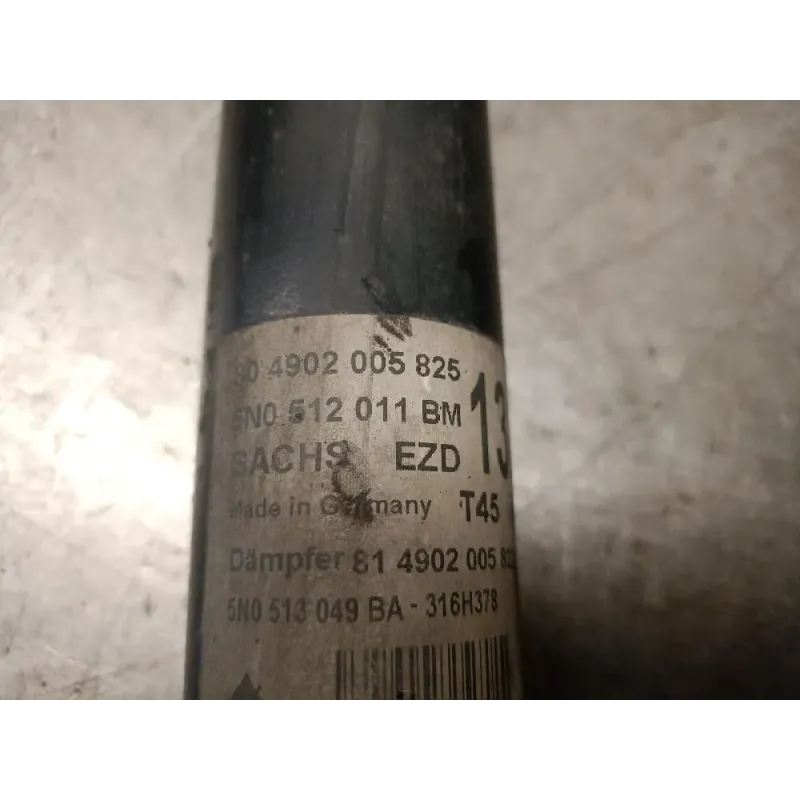 80 4902 005 825
5N0 512 011 BM
13
SACHS EZD
Made in Germany T45
Dämpfer 81 4902 005
5N0 513 049 BA - 316H378